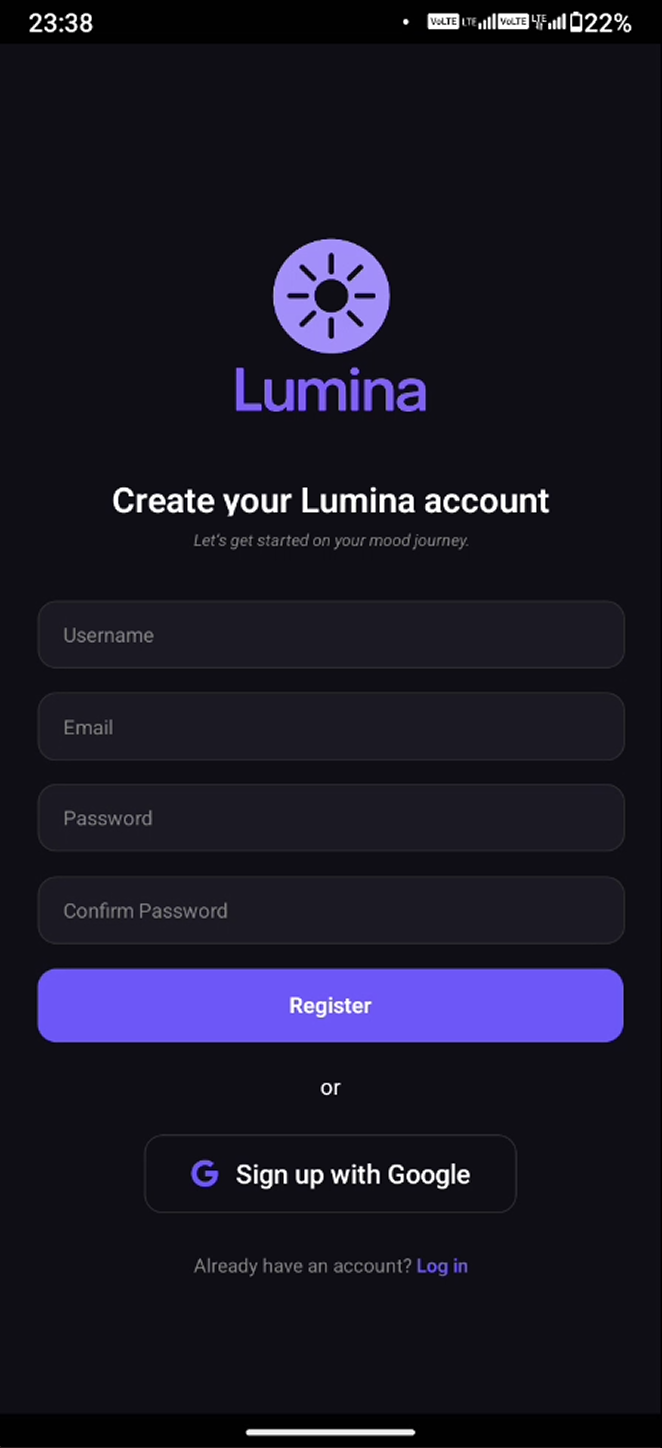 23:38 VoLTE LTE VoLTE LTE 22%
Lumina
Create your Lumina account
Let's get started on your mood journey.
Username
Email
Password
Confirm Password
Register
or
G Sign up with Google
Already have an account? Log in